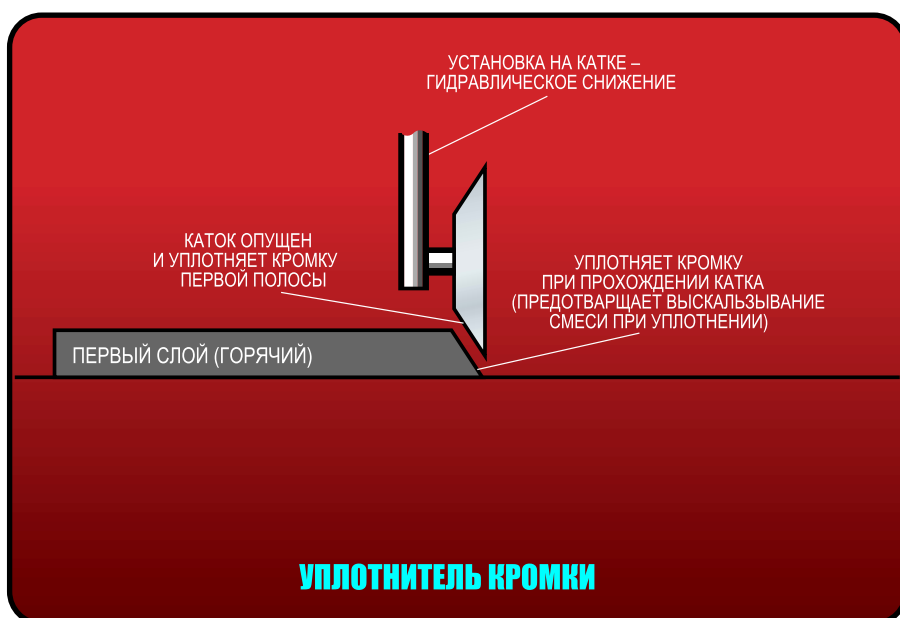 УСТАНОВКА НА КАТКЕ –
ГИДРАВЛИЧЕСКОЕ СНИЖЕНИЕ
КАТОК ОПУЩЕН
И УПЛОТНЯЕТ КРОМКУ
ПЕРВОЙ ПОЛОСЫ
УПЛОТНЯЕТ КРОМКУ
ПРИ ПРОХОЖДЕНИИ КАТКА
(ПРЕДОТВАРЩАЕТ ВЫСКАЛЬЗЫВАНИЕ
СМЕСИ ПРИ УПЛОТНЕНИИ)
ПЕРВЫЙ СЛОЙ (ГОРЯЧИЙ)
УПЛОТНИТЕЛЬ КРОМКИ